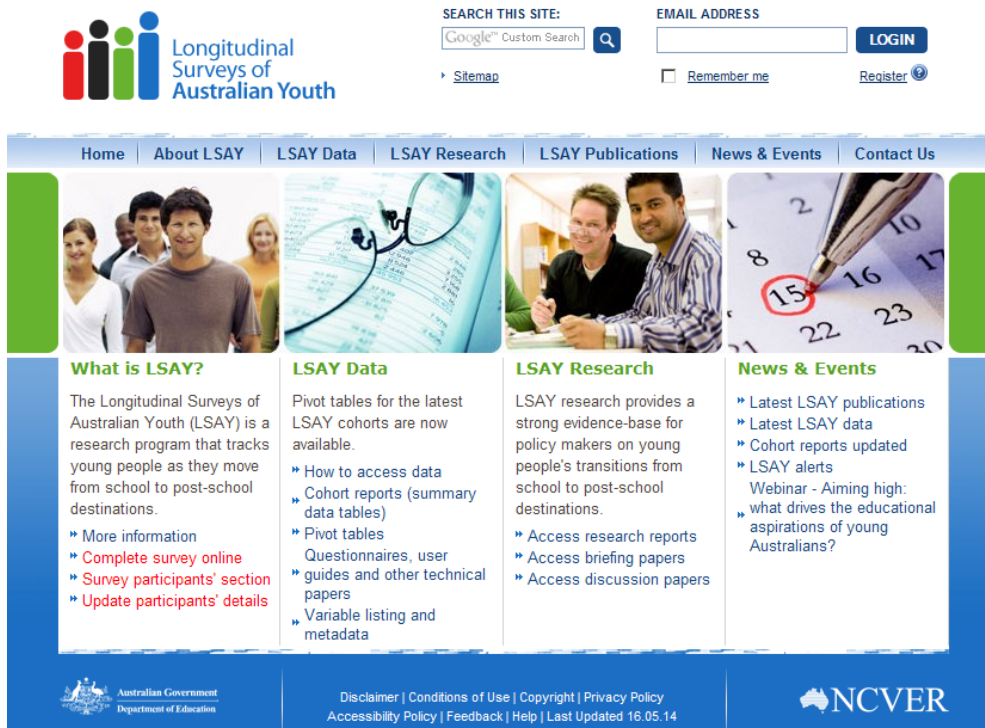 Longitudinal
Surveys of
Australian Youth
SEARCH THIS SITE:
Google™ Custom Search
Sitemap
EMAIL ADDRESS
LOGIN
Remember me
Register
Home
About LSAY
LSAY Data
LSAY Research
LSAY Publications
News & Events
Contact Us
2
10
8
15
16
17
22
23
What is LSAY?
The Longitudinal Surveys of
Australian Youth (LSAY) is a
research program that tracks
young people as they move
from school to post-school
destinations.
More information
Complete survey online
Survey participants' section
Update participants' details
LSAY Data
Pivot tables for the latest
LSAY cohorts are now
available.
How to access data
Cohort reports (summary
data tables)
Pivot tables
Questionnaires, user
guides and other technical
papers
Variable listing and
metadata
LSAY Research
LSAY research provides a
strong evidence-base for
policy makers on young
people's transitions from
school to post-school
destinations.
Access research reports
Access briefing papers
Access discussion papers
News & Events
Latest LSAY publications
Latest LSAY data
Cohort reports updated
LSAY alerts
Webinar - Aiming high:
what drives the educational
aspirations of young
Australians?
Australian Government
Department of Education
Disclaimer | Conditions of Use | Copyright | Privacy Policy
Accessibility Policy | Feedback | Help | Last Updated 16.05.14
NCVER